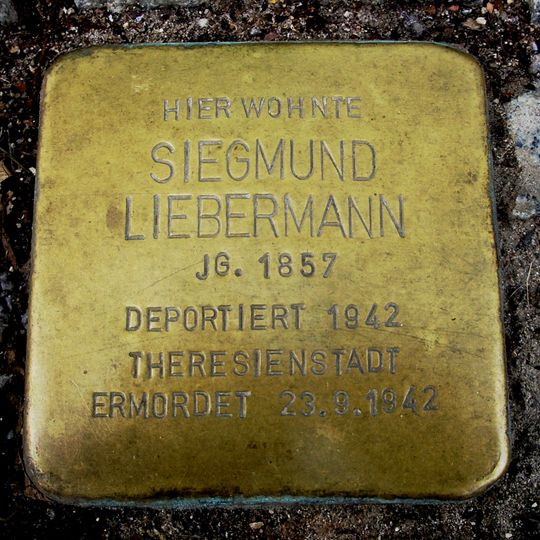 HIER WOHNTE
SIEGMUND
LIEBERMANN
JG. 1857
DEPORTIERT 1942
THERESIENSTADT
ERMORDET 23.9.1942